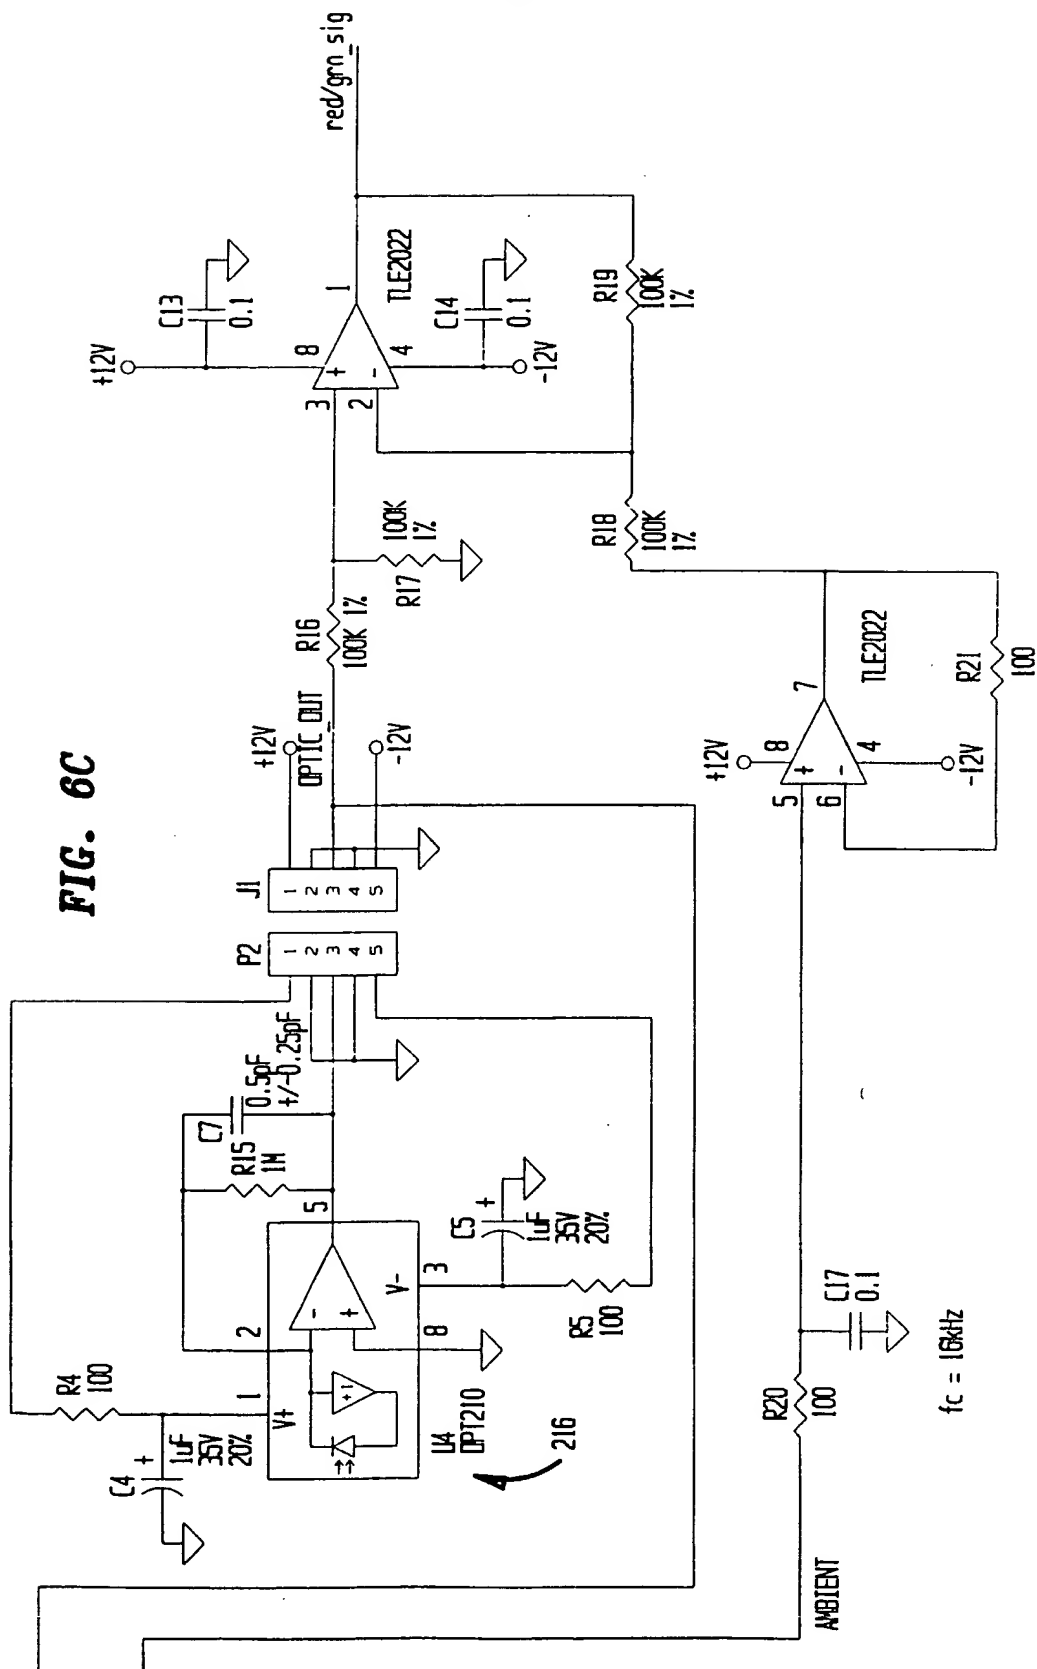 FIG. 6C
C4
1uF
35V
20%
+
R4
100
1
V+
2
U4
OPT210
216
+1
-
+
8
V-
3
5
R15
1M
C7
0.5pF
+/-0.25pF
C5
+
1uF
35V
20%
R5
100
P2
1
2
3
4
5
J1
1
2
3
4
5
+12V
OPTIC_OUT
-12V
R16
100K 1%
R17
100K
1%
+12V
C13
0.1
3
2
8
+
-
4
1
TLE2022
C14
0.1
-12V
red/grn_sig
R18
100K
1%
R19
100K
1%
AMBIENT
R20
100
C17
0.1
fc = 16kHz
+12V
5
6
8
+
-
4
7
-12V
TLE2022
R21
100